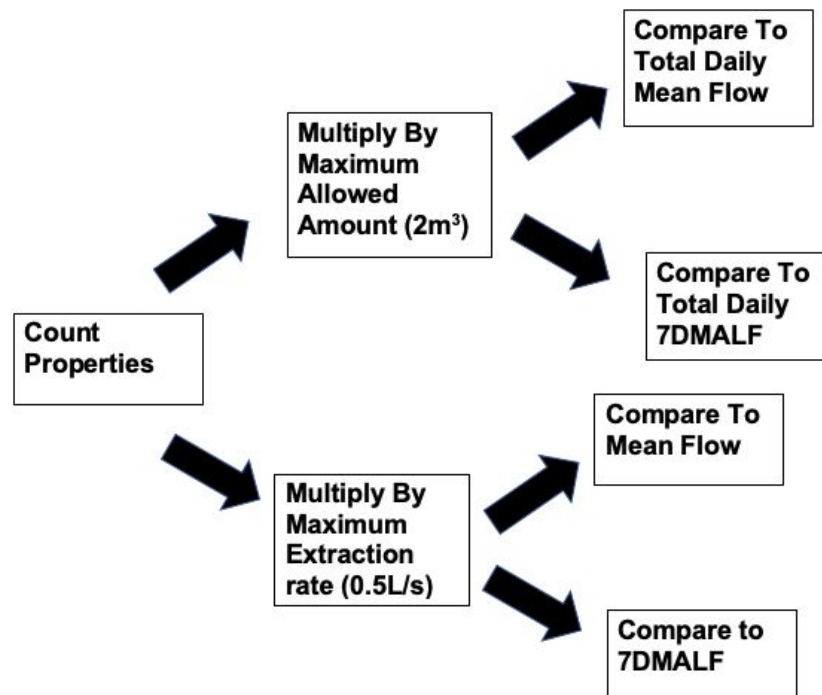 Compare To
Total Daily
Mean Flow
Multiply By
Maximum
Allowed
Amount (2m³)
Compare To
Total Daily
7DMALF
Count
Properties
Compare To
Mean Flow
Multiply By
Maximum
Extraction
rate (0.5L/s)
Compare to
7DMALF